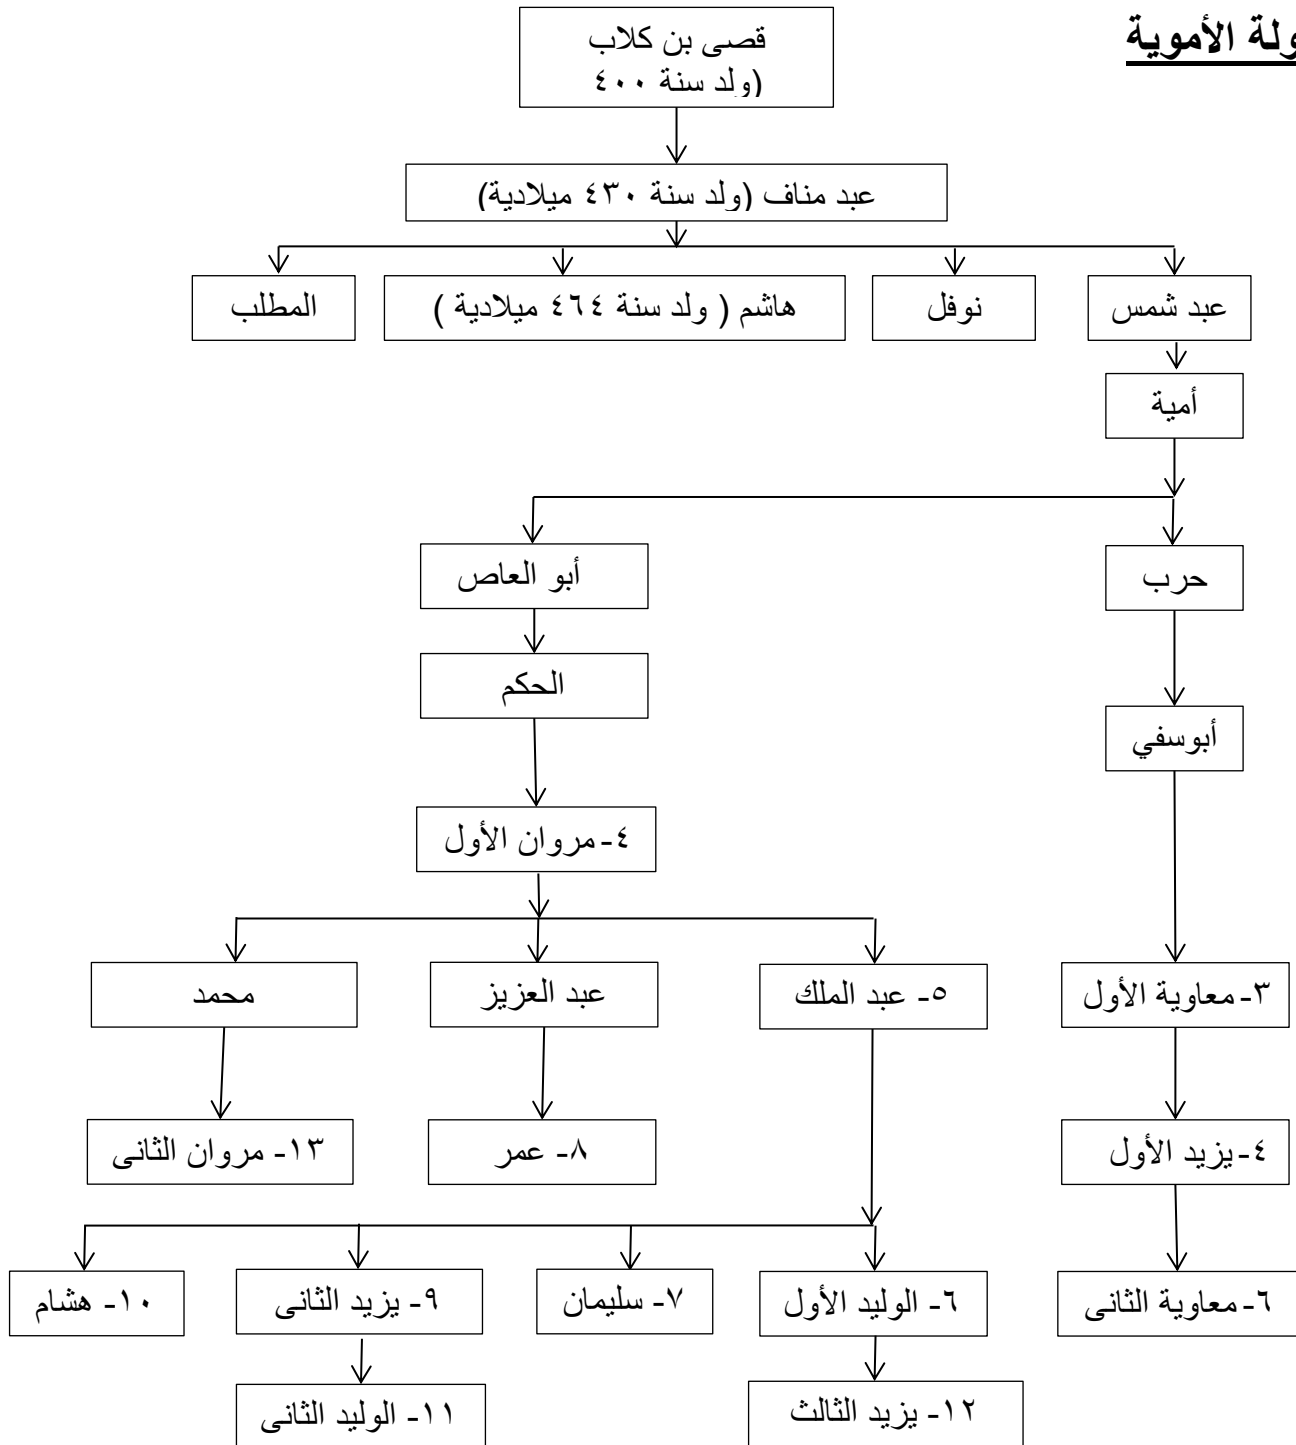 ولة الأموية
قصى بن كلاب
(ولد سنة ٤٠٠
عبد مناف (ولد سنة ٤٣٠ ميلادية)
عبد شمس
نوفل
هاشم ( ولد سنة ٤٦٤ ميلادية )
المطلب
أمية
حرب
أبو العاص
الحكم
أبوسفي
٤- مروان الأول
٣- معاوية الأول
٥- عبد الملك
عبد العزيز
محمد
٤- يزيد الأول
٨- عمر
١٣- مروان الثانى
٦- معاوية الثانى
٦- الوليد الأول
٧- سليمان
٩- يزيد الثانى
١٠- هشام
١٢- يزيد الثالث
١١- الوليد الثانى